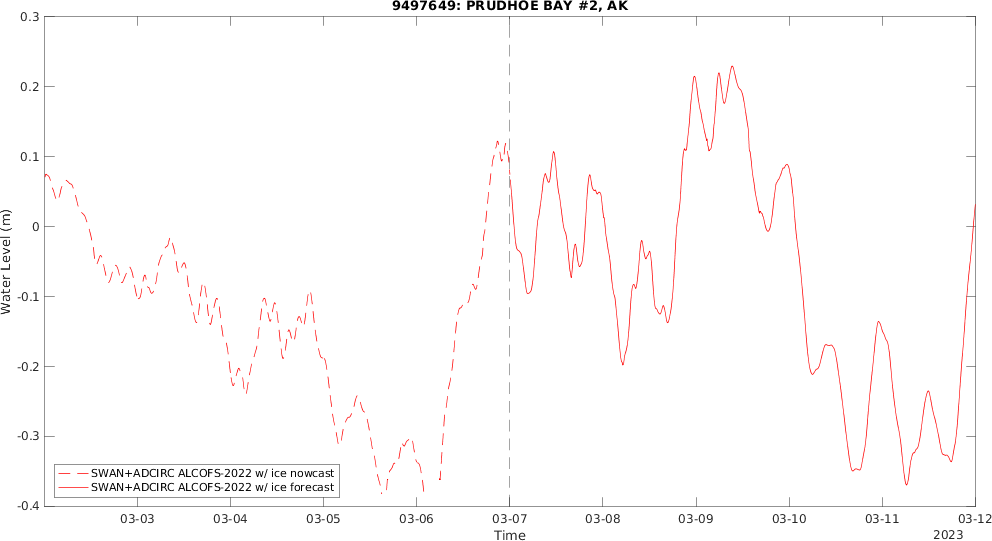 9497649: PRUDHOE BAY #2, AK
0.3
0.2
0.1
0
-0.1
-0.2
-0.3
-0.4
Water Level (m)
SWAN+ADCIRC ALCOFS-2022 w/ ice nowcast
SWAN+ADCIRC ALCOFS-2022 w/ ice forecast
03-03 03-04 03-05 03-06 03-07 03-08 03-09 03-10 03-11 03-12
Time
2023